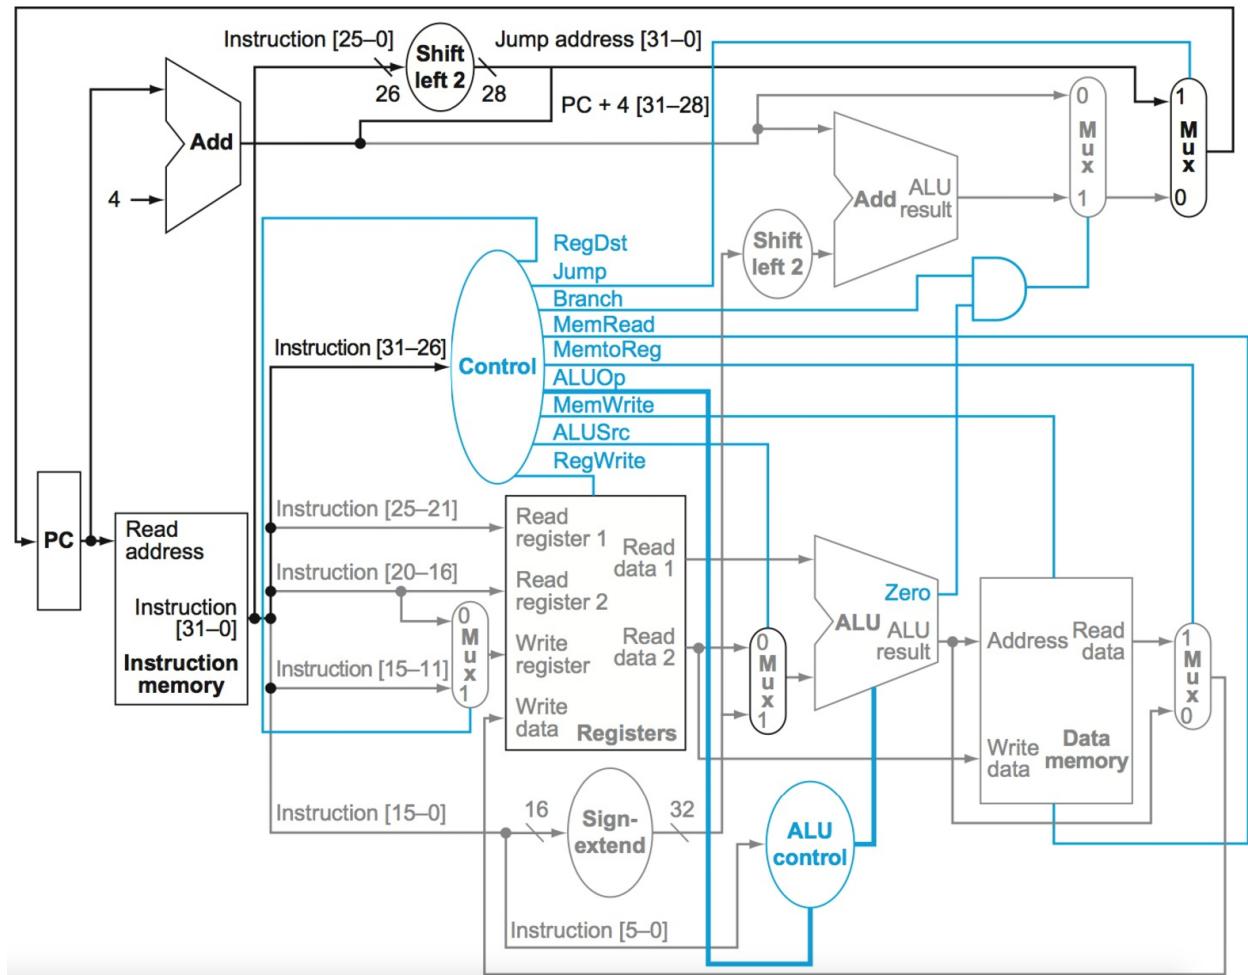 Instruction [25–0]
Shift
left 2
Jump address [31–0]
26
28
PC + 4 [31–28]
Add
4
0
M
u
x
1
1
M
u
x
0
Add
ALU
result
Shift
left 2
RegDst
Jump
Branch
MemRead
MemtoReg
ALUOp
MemWrite
ALUSrc
RegWrite
Instruction [31–26]
Control
PC
Read
address
Instruction
[31–0]
Instruction
memory
Instruction [25–21]
Instruction [20–16]
Instruction [15–11]
0
M
u
x
1
Read
register 1
Read
register 2
Write
register
Write
data
Read
data 1
Read
data 2
Registers
0
M
u
x
1
Zero
ALU
ALU
result
Address
Read
data
Write
data
Data
memory
1
M
u
x
0
Instruction [15–0]
16
Sign-
extend
32
ALU
control
Instruction [5–0]